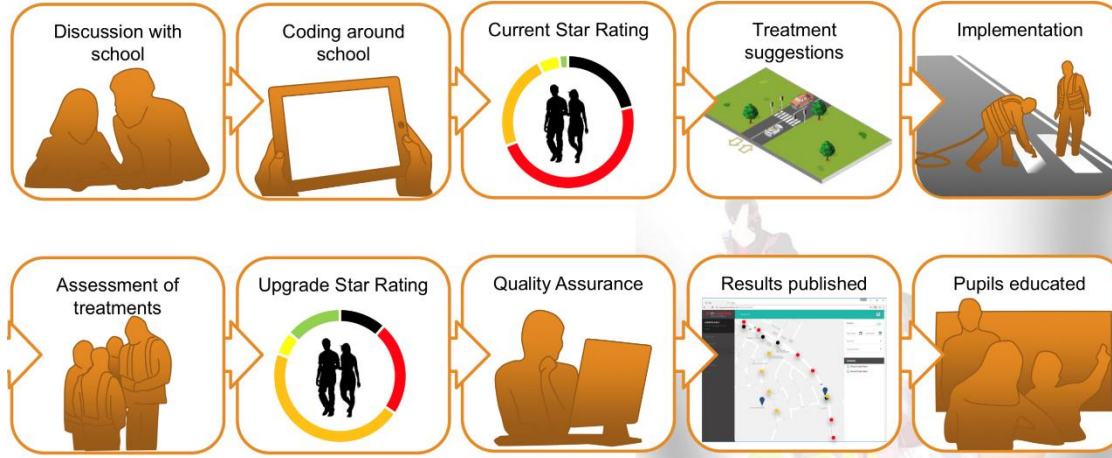 Discussion with
school
Coding around
school
Current Star Rating
Treatment
suggestions
Implementation
Assessment of
treatments
Upgrade Star Rating
Quality Assurance
Results published
Pupils educated